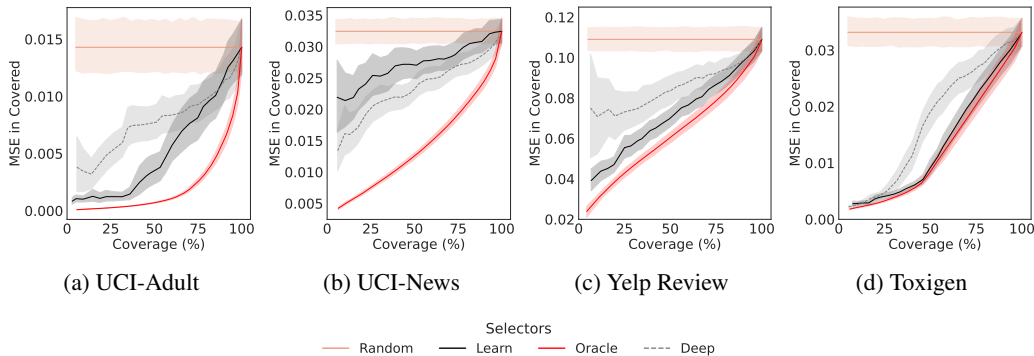 MSE in Covered
0.015
0.010
0.005
0.000
0 25 50 75 100
Coverage (%)
(a) UCI-Adult
MSE in Covered
0.035
0.030
0.025
0.020
0.015
0.010
0.005
0 25 50 75 100
Coverage (%)
(b) UCI-News
MSE in Covered
0.12
0.10
0.08
0.06
0.04
0.02
0 25 50 75 100
Coverage (%)
(c) Yelp Review
MSE in Covered
0.03
0.02
0.01
0.00
0 25 50 75 100
Coverage (%)
(d) Toxigen
Selectors
Random Learn Oracle Deep